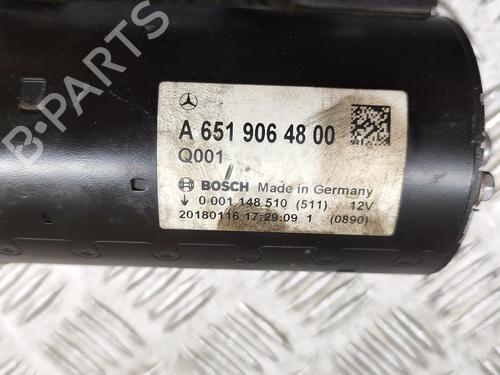 A 651 906 48 00
Q001
BOSCH Made in Germany
0 001 148 510 (511) 12V
20180116 17:29:09 1 (0890)
B-PARTS